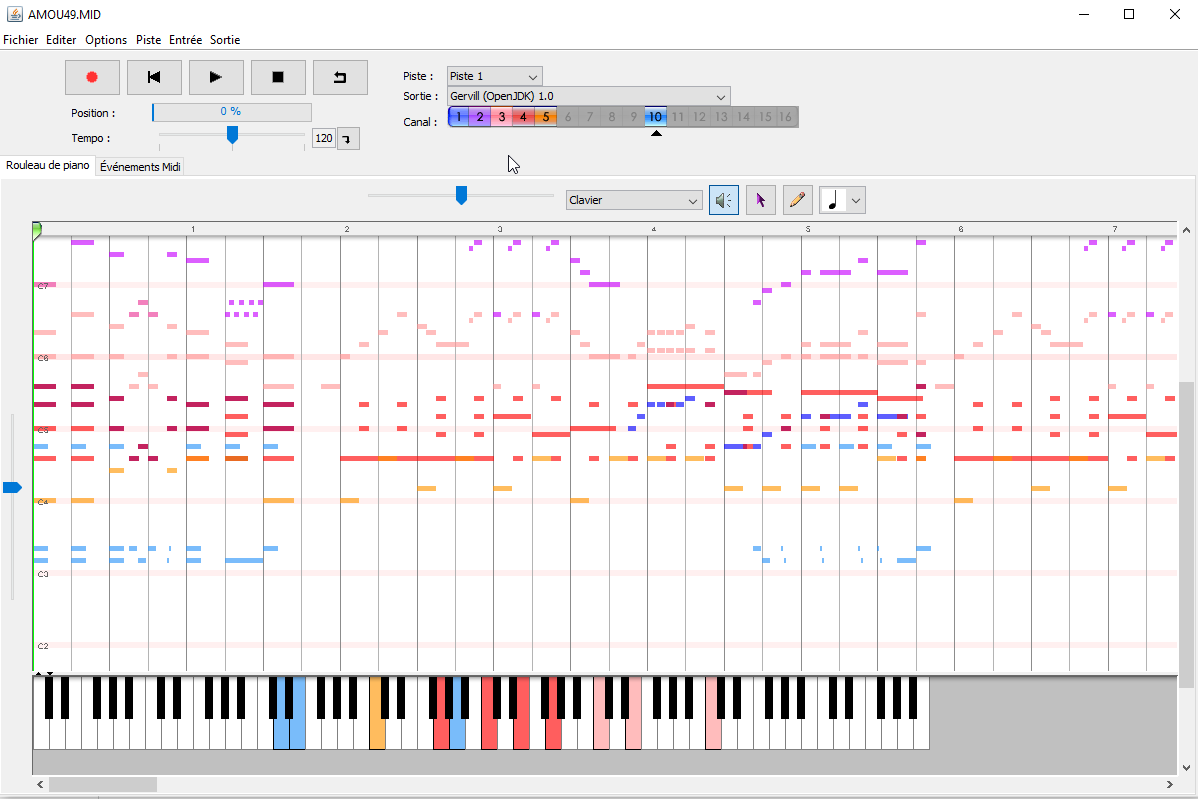 AMOU49.MID
Fichier Editer Options Piste Entrée Sortie
Piste : Piste 1
Sortie : Gervill (OpenJDK) 1.0
Position : 0 %
Canal : 1 2 3 4 5 6 7 8 9 10 11 12 13 14 15 16
Tempo : 120
Rouleau de piano Événements Midi
Clavier
1 2 3 4 5 6 7
C7
C6
C5
C4
C3
C2